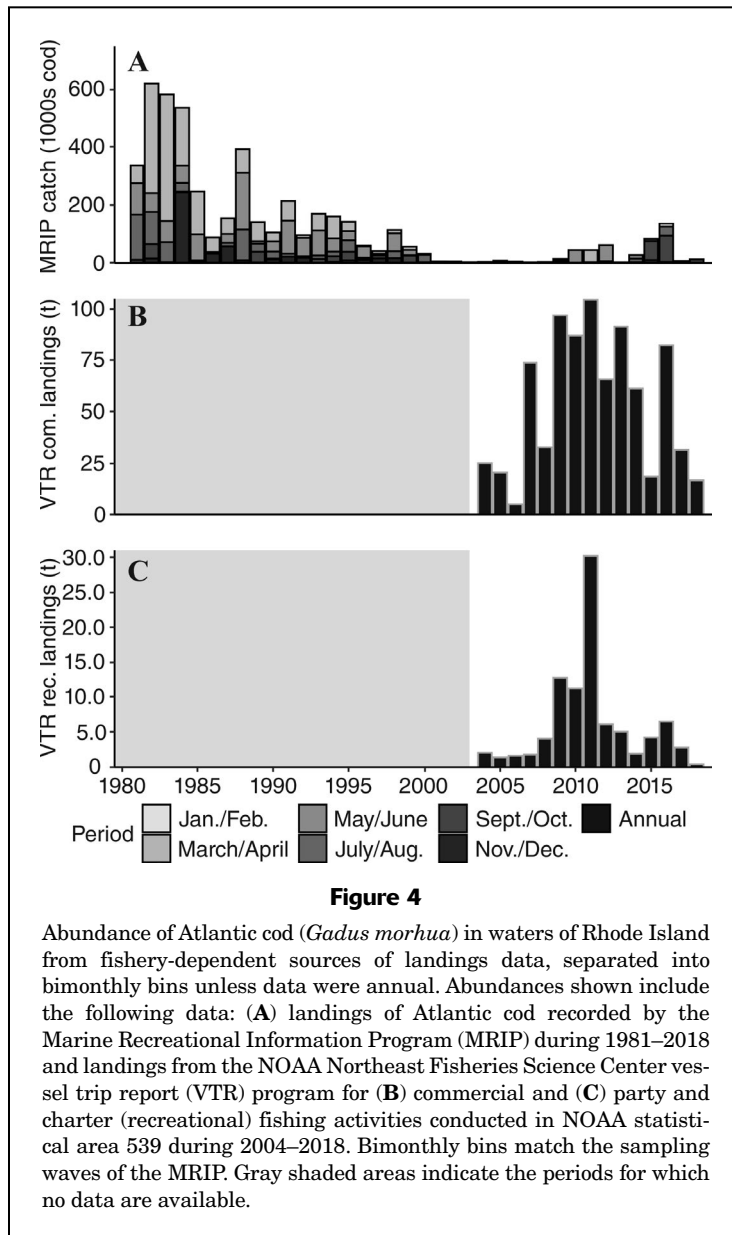 A
MRIP catch (1000s cod)
600
400
200
0
B
VTR com. landings (t)
100
75
50
25
0
C
VTR rec. landings (t)
30.0
25.0
20.0
15.0
10.0
5.0
0
1980 1985 1990 1995 2000 2005 2010 2015
Period
Jan./Feb. May/June Sept./Oct. Annual
March/April July/Aug. Nov./Dec.
Figure 4
Abundance of Atlantic cod (Gadus morhua) in waters of Rhode Island
from fishery-dependent sources of landings data, separated into
bimonthly bins unless data were annual. Abundances shown include
the following data: (A) landings of Atlantic cod recorded by the
Marine Recreational Information Program (MRIP) during 1981–2018
and landings from the NOAA Northeast Fisheries Science Center ves-
sel trip report (VTR) program for (B) commercial and (C) party and
charter (recreational) fishing activities conducted in NOAA statisti-
cal area 539 during 2004–2018. Bimonthly bins match the sampling
waves of the MRIP. Gray shaded areas indicate the periods for which
no data are available.